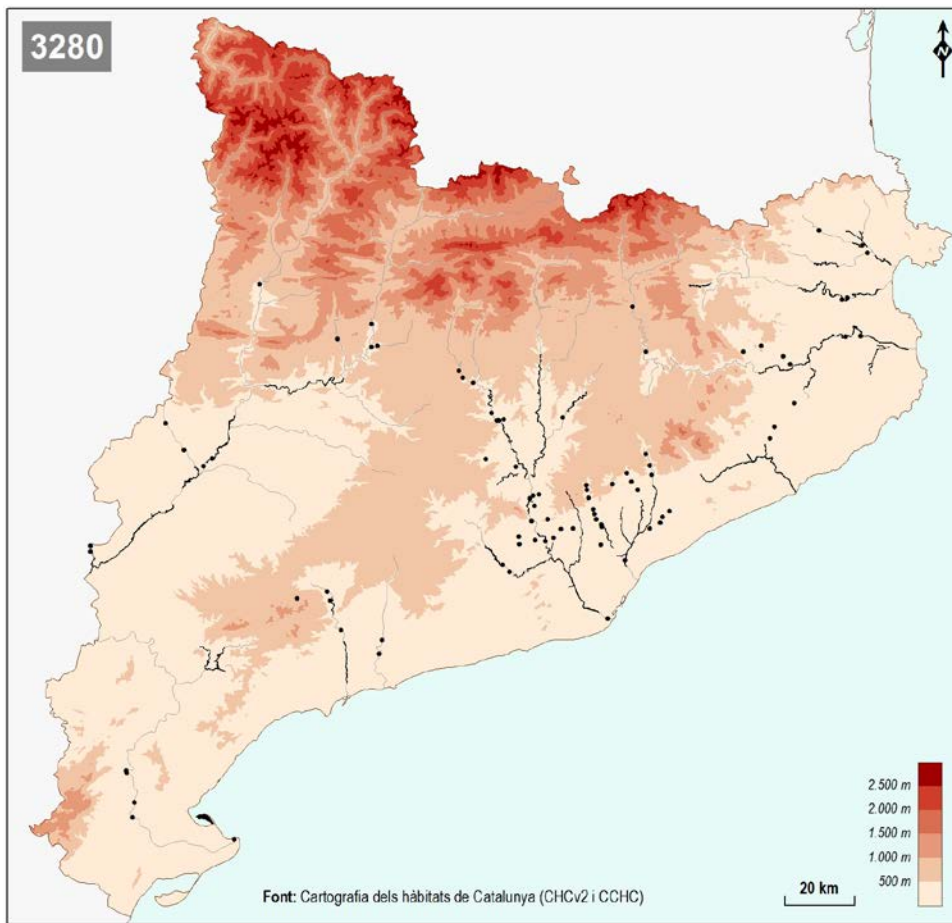 3280
N
2.500 m
2.000 m
1.500 m
1.000 m
500 m
20 km
Font: Cartografia dels hàbitats de Catalunya (CHCv2 i CCHC)